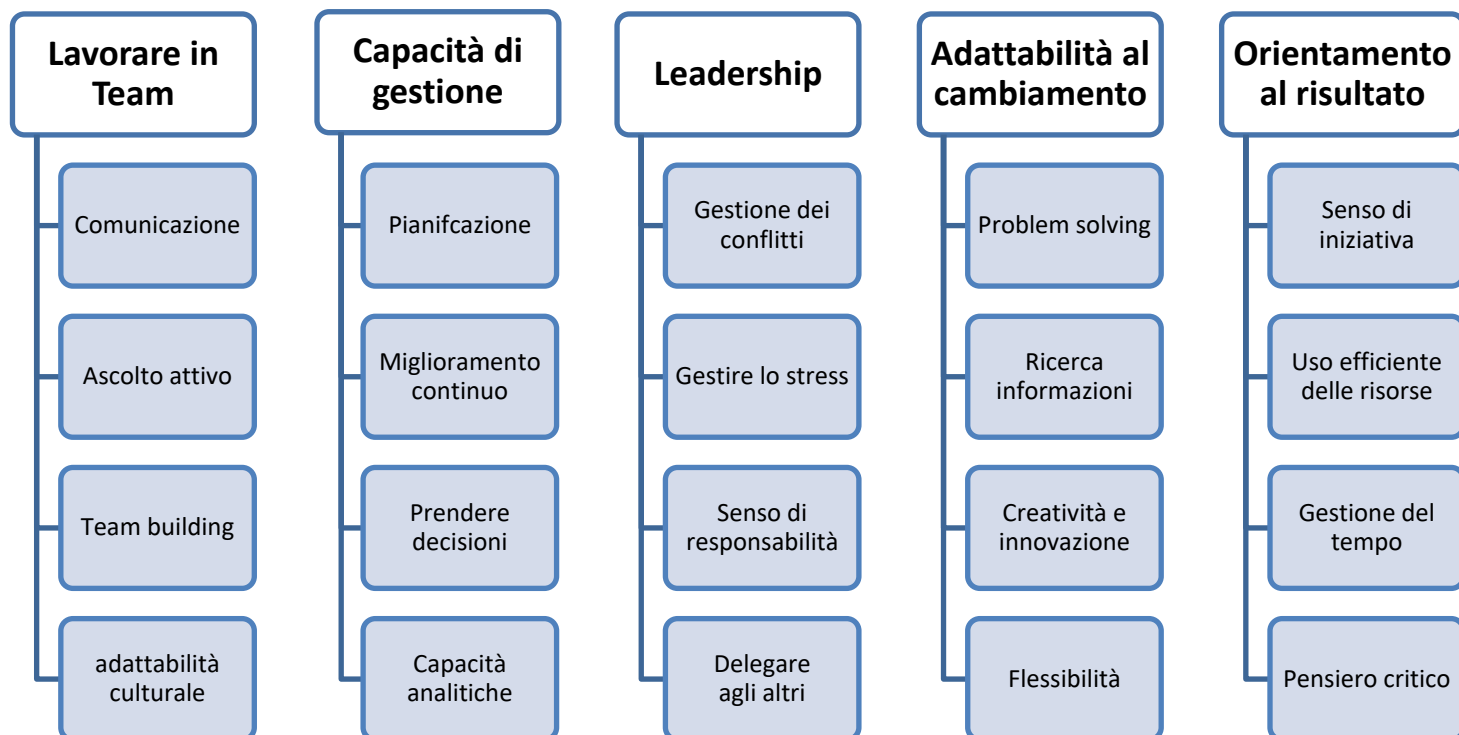 Lavorare in
Team
Comunicazione
Ascolto attivo
Team building
adattabilità
culturale
Capacità di
gestione
Pianifcazione
Miglioramento
continuo
Prendere
decisioni
Capacità
analitiche
Leadership
Gestione dei
conflitti
Gestire lo stress
Senso di
responsabilità
Delegare
agli altri
Adattabilità al
cambiamento
Problem solving
Ricerca
informazioni
Creatività e
innovazione
Flessibilità
Orientamento
al risultato
Senso di
iniziativa
Uso efficiente
delle risorse
Gestione del
tempo
Pensiero critico